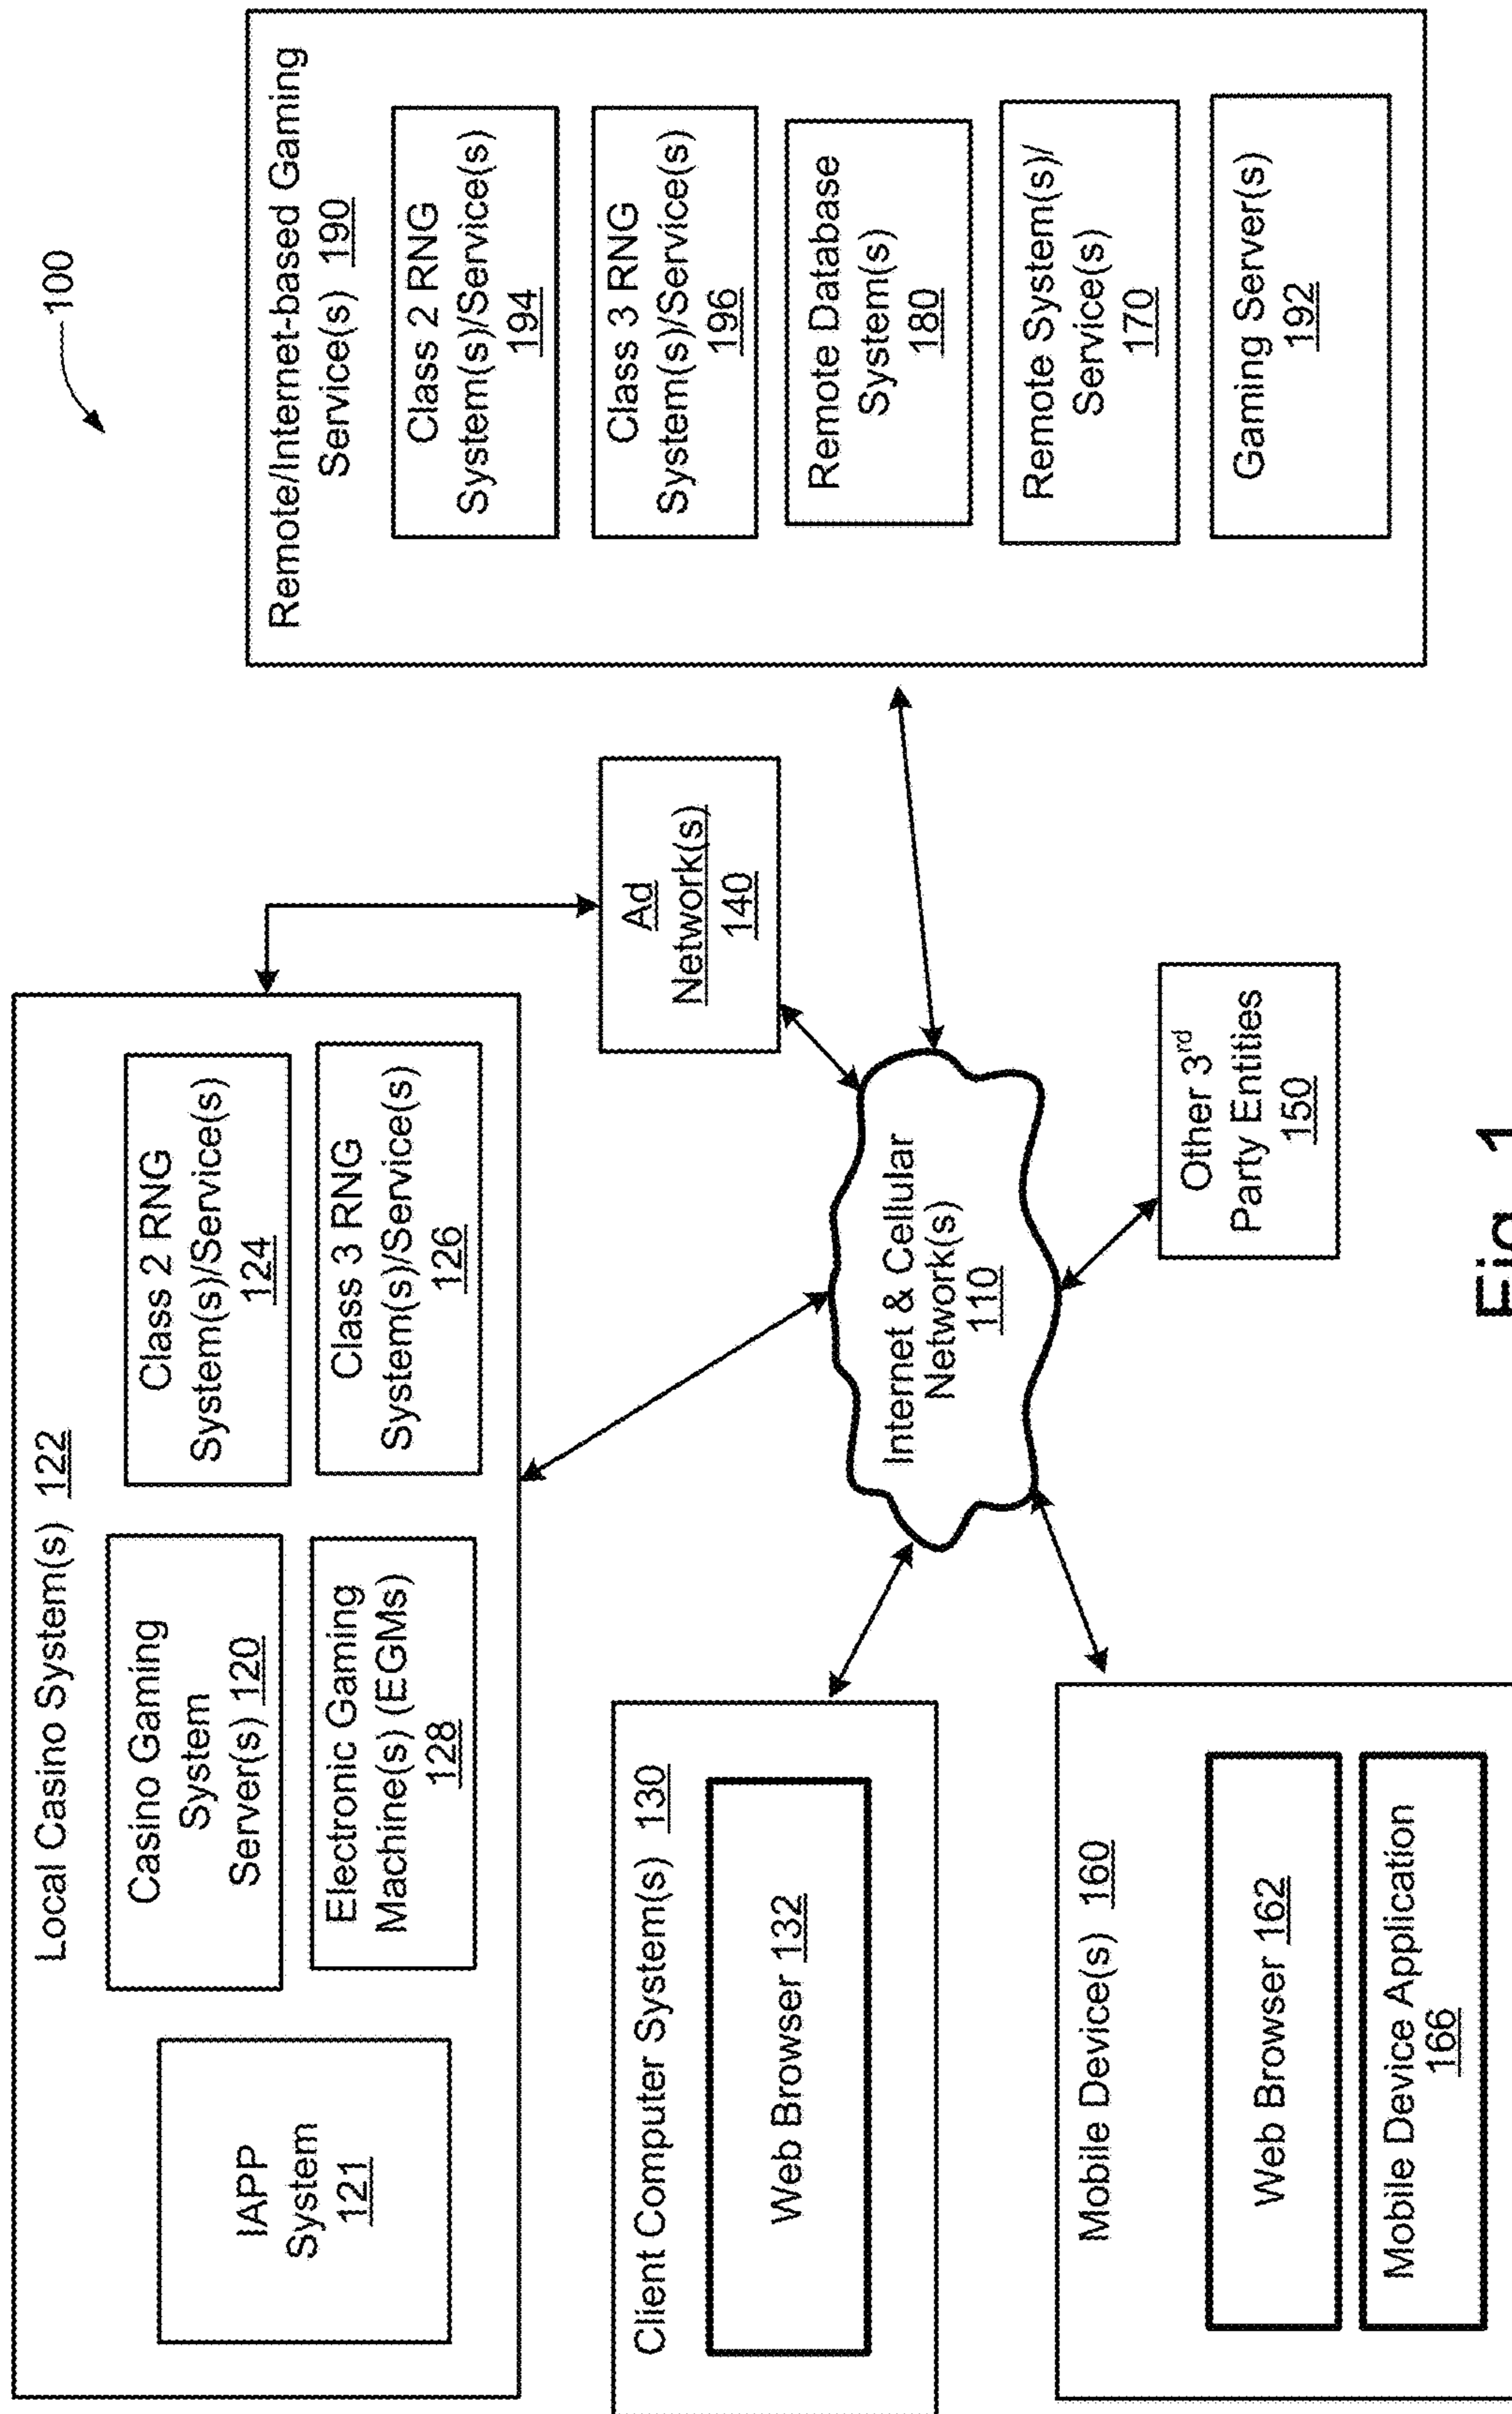 100
Local Casino System(s) 122
IAPP
System
121
Casino Gaming
System
Server(s) 120
Electronic Gaming
Machine(s) (EGMs)
128
Class 2 RNG
System(s)/Service(s)
124
Class 3 RNG
System(s)/Service(s)
126
Client Computer System(s) 130
Web Browser 132
Mobile Device(s) 160
Web Browser 162
Mobile Device Application
166
Internet & Cellular
Network(s)
110
Ad
Network(s)
140
Other 3rd
Party Entities
150
Remote/Internet-based Gaming
Service(s) 190
Class 2 RNG
System(s)/Service(s)
194
Class 3 RNG
System(s)/Service(s)
196
Remote Database
System(s)
180
Remote System(s)/
Service(s)
170
Gaming Server(s)
192
Fig. 1